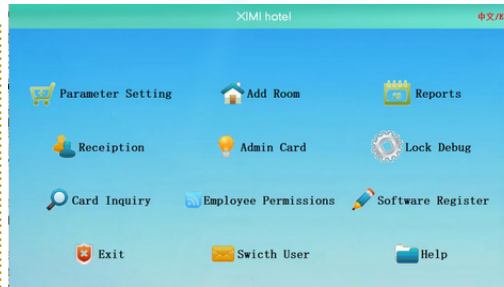 XIMI hotel
中文/K
Parameter Setting
Add Room
Reports
Receiption
Admin Card
Lock Debug
Card Inquiry
Employee Permissions
Software Register
Exit
Swicth User
Help